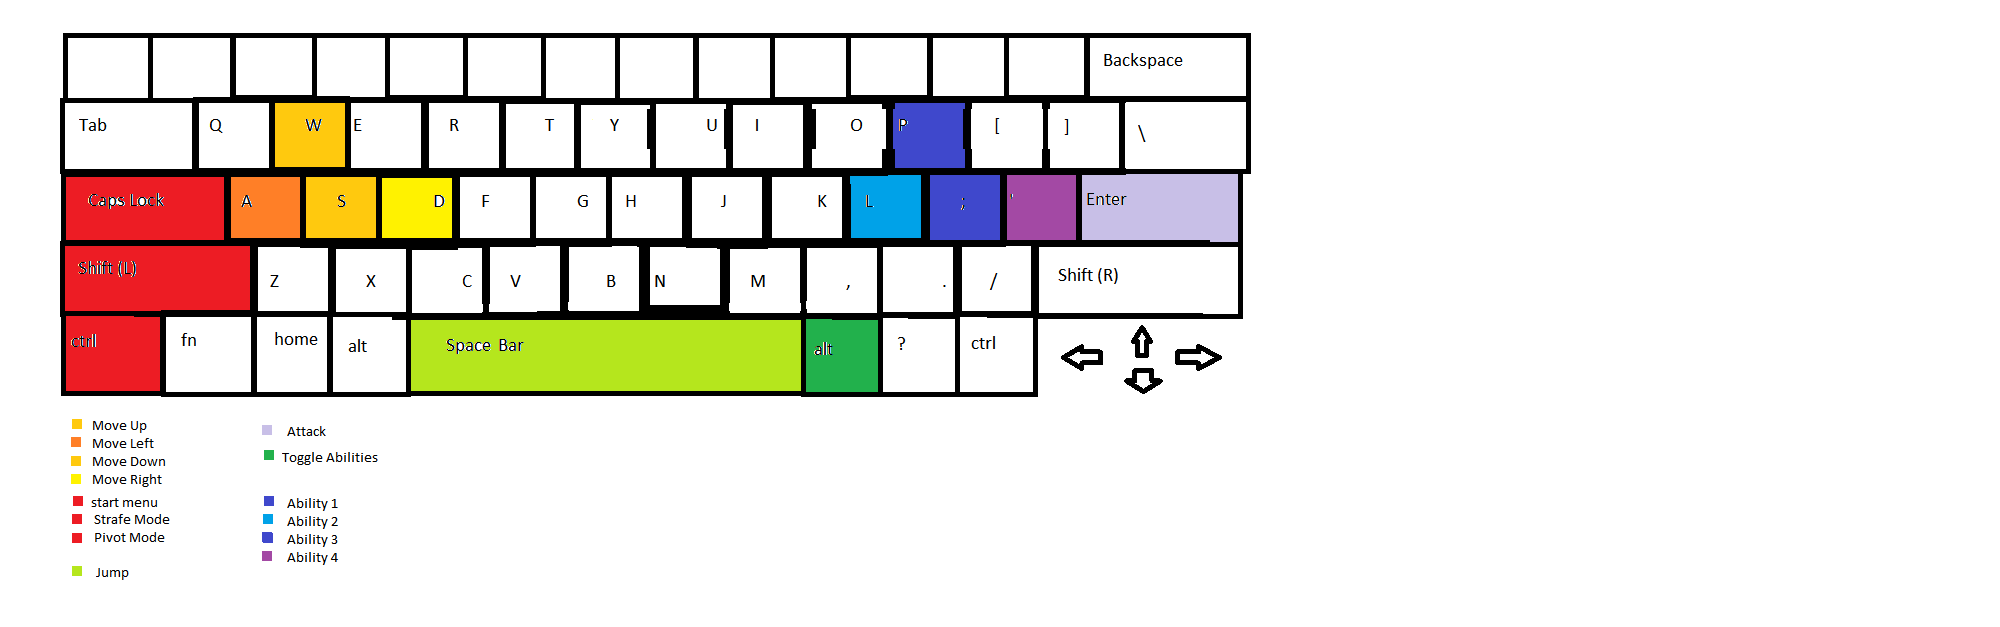 Backspace
Tab Q W E R T Y U I O P [ ] \
Caps Lock A S D F G H J K L ; ' Enter
Shift (L) Z X C V B N M , . / Shift (R)
ctrl fn home alt Space Bar alt ? ctrl
Move Up
Move Left
Move Down
Move Right
start menu
Strafe Mode
Pivot Mode
Jump
Attack
Toggle Abilities
Ability 1
Ability 2
Ability 3
Ability 4